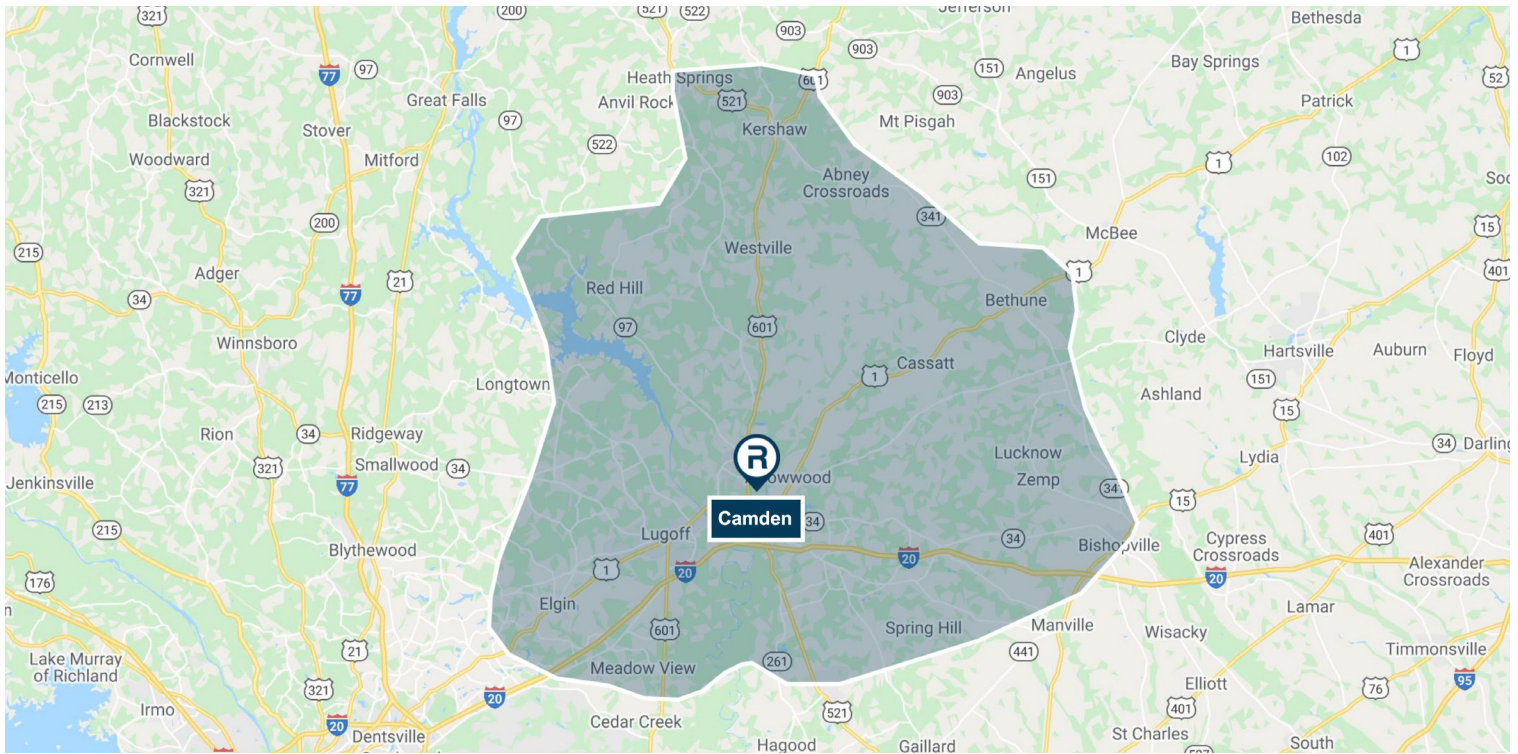 321
200
521
522
Jefferson
Bethesda
903
1
Cornwell
77
97
Heath Springs
601
903
151
Angelus
Bay Springs
52
Great Falls
Anvil Rock
521
903
Patrick
Blackstock
Stover
97
Kershaw
Mt Pisgah
522
Woodward
Mitford
Abney
Crossroads
1
102
321
151
200
341
McBee
15
215
Adger
21
Westville
1
401
34
77
Red Hill
Bethune
97
601
Winnsboro
Clyde
Hartsville
Auburn
Floyd
Monticello
Longtown
1
Cassatt
151
215
213
Ashland
15
Rion
34
Ridgeway
R
34
321
Smallwood
34
Lucknow
Lydia
Jenkinsville
77
Zemp
341
15
215
Camden
34
Lugoff
34
Bishopville
Cypress
Crossroads
401
Blythewood
20
20
20
Alexander
Crossroads
176
1
Elgin
Lamar
601
Spring Hill
Manville
Wisacky
21
441
Timmonsville
Lake Murray
of Richland
Meadow View
261
321
20
Elliott
76
95
Irmo
20
Dentsville
Cedar Creek
521
401
Hagood
Gaillard
St Charles
South